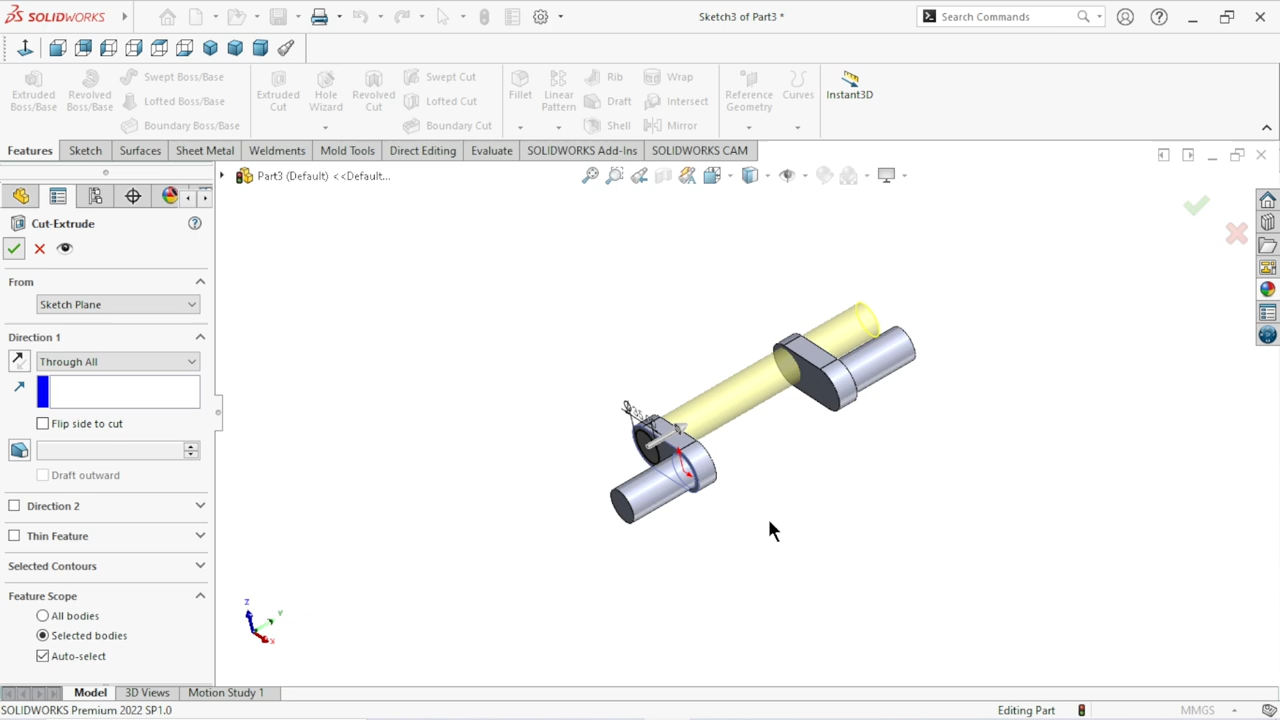 SOLIDWORKS
Sketch3 of Part3 *
Search Commands
Extruded Boss/Base
Revolved Boss/Base
Swept Boss/Base
Lofted Boss/Base
Boundary Boss/Base
Extruded Cut
Hole Wizard
Revolved Cut
Swept Cut
Lofted Cut
Boundary Cut
Fillet
Linear Pattern
Rib
Draft
Shell
Wrap
Intersect
Mirror
Reference Geometry
Curves
Instant3D
Features
Sketch
Surfaces
Sheet Metal
Weldments
Mold Tools
Direct Editing
Evaluate
SOLIDWORKS Add-Ins
SOLIDWORKS CAM
Part3 (Default) <<Default...
Cut-Extrude
From
Sketch Plane
Direction 1
Through All
Flip side to cut
Draft outward
Direction 2
Thin Feature
Selected Contours
Feature Scope
All bodies
Selected bodies
Auto-select
Z
Y
X
Model
3D Views
Motion Study 1
SOLIDWORKS Premium 2022 SP1.0
Editing Part
MMGS